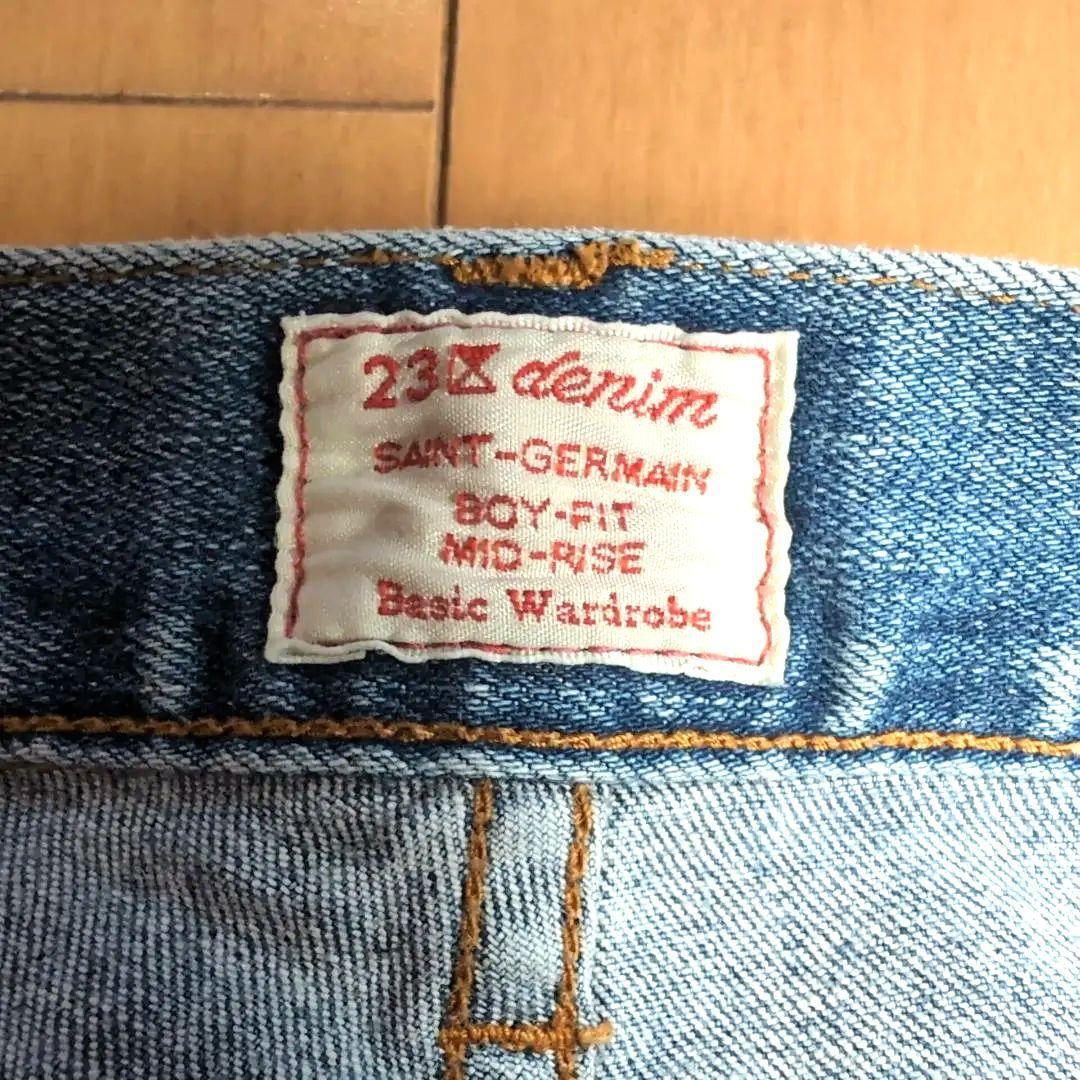 23区 denim
SAINT-GERMAIN
BOY-FIT
MID-RISE
Basic Wardrobe